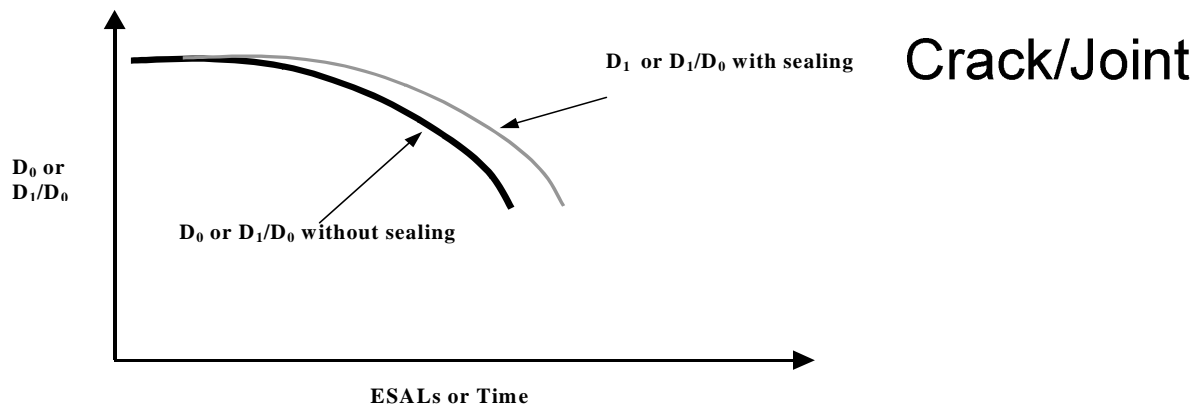 D₁ or D₁/D₀ with sealing
Crack/Joint
D₀ or
D₁/D₀
D₀ or D₁/D₀ without sealing
ESALs or Time